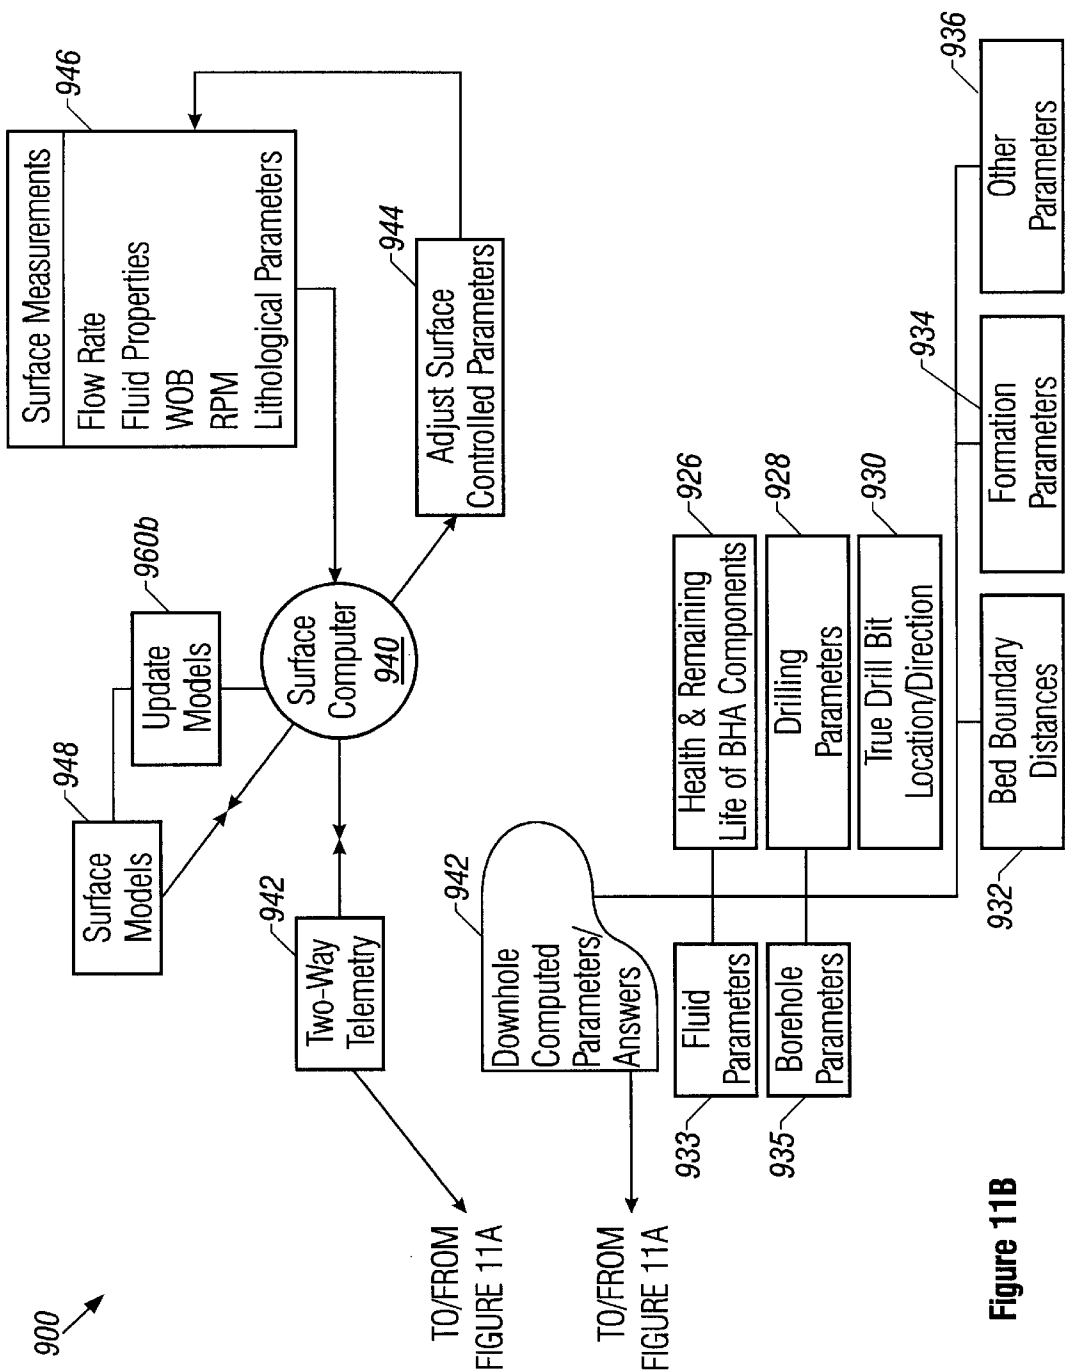 900
Surface Measurements
Flow Rate
Fluid Properties
WOB
RPM
Lithological Parameters
946
Surface
Models
948
Update
Models
960b
Surface
Computer
940
Adjust Surface
Controlled Parameters
944
Two-Way
Telemetry
942
TO/FROM
FIGURE 11A
Downhole
Computed
Parameters/
Answers
942
TO/FROM
FIGURE 11A
Fluid
Parameters
933
Health & Remaining
Life of BHA Components
926
Borehole
Parameters
935
Drilling
Parameters
928
True Drill Bit
Location/Direction
930
Bed Boundary
Distances
932
Formation
Parameters
934
Other
Parameters
936
Figure 11B